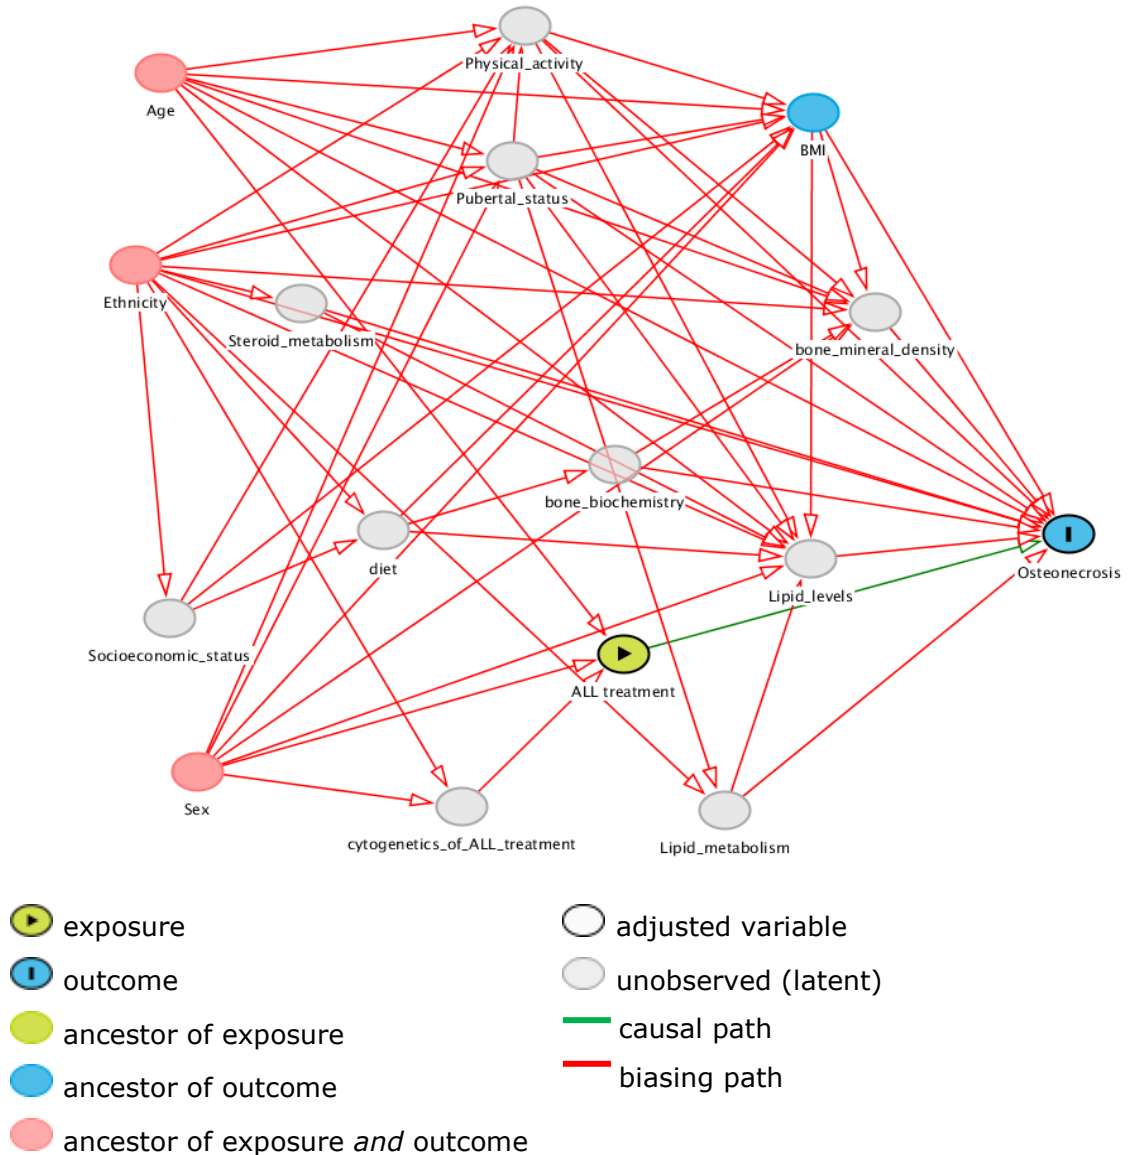 Physical_activity
Age
BMI
Pubertal_status
Ethnicity
Steroid_metabolism
bone_mineral_density
bone_biochemistry
diet
Osteonecrosis
Lipid_levels
Socioeconomic_status
ALL treatment
Sex
cytogenetics_of_ALL_treatment
Lipid_metabolism
exposure
outcome
ancestor of exposure
ancestor of outcome
ancestor of exposure and outcome
adjusted variable
unobserved (latent)
causal path
biasing path